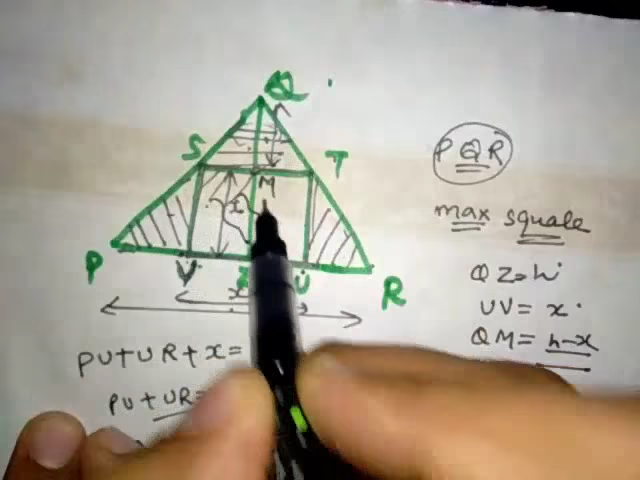 Q
S
T
M
x
P
V
Z
U
R
x
PQR
max square
QZ=h
UV= x
QM= h-x
PU+UR+x=
PU+UR=